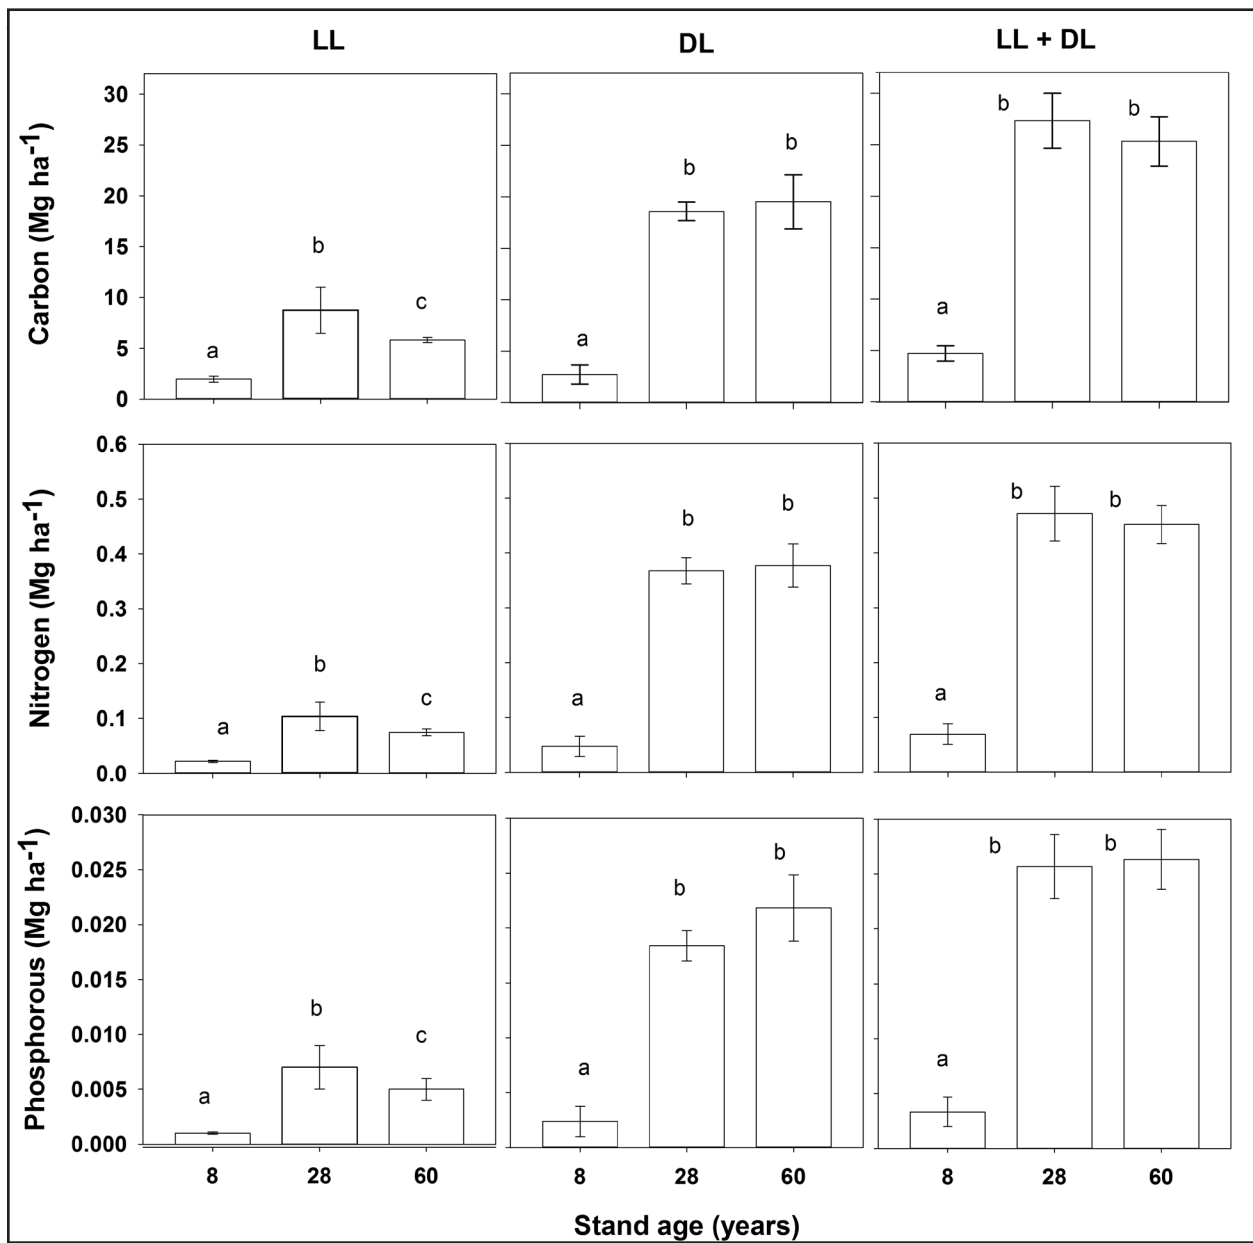 LL DL LL + DL
Carbon (Mg ha-1)
30
25
20
15
10
5
0
a b c
a b b
a b b
Nitrogen (Mg ha-1)
0.6
0.5
0.4
0.3
0.2
0.1
0.0
a b c
a b b
a b b
Phosphorous (Mg ha-1)
0.030
0.025
0.020
0.015
0.010
0.005
0.000
a b c
a b b
a b b
8 28 60 8 28 60 8 28 60
Stand age (years)